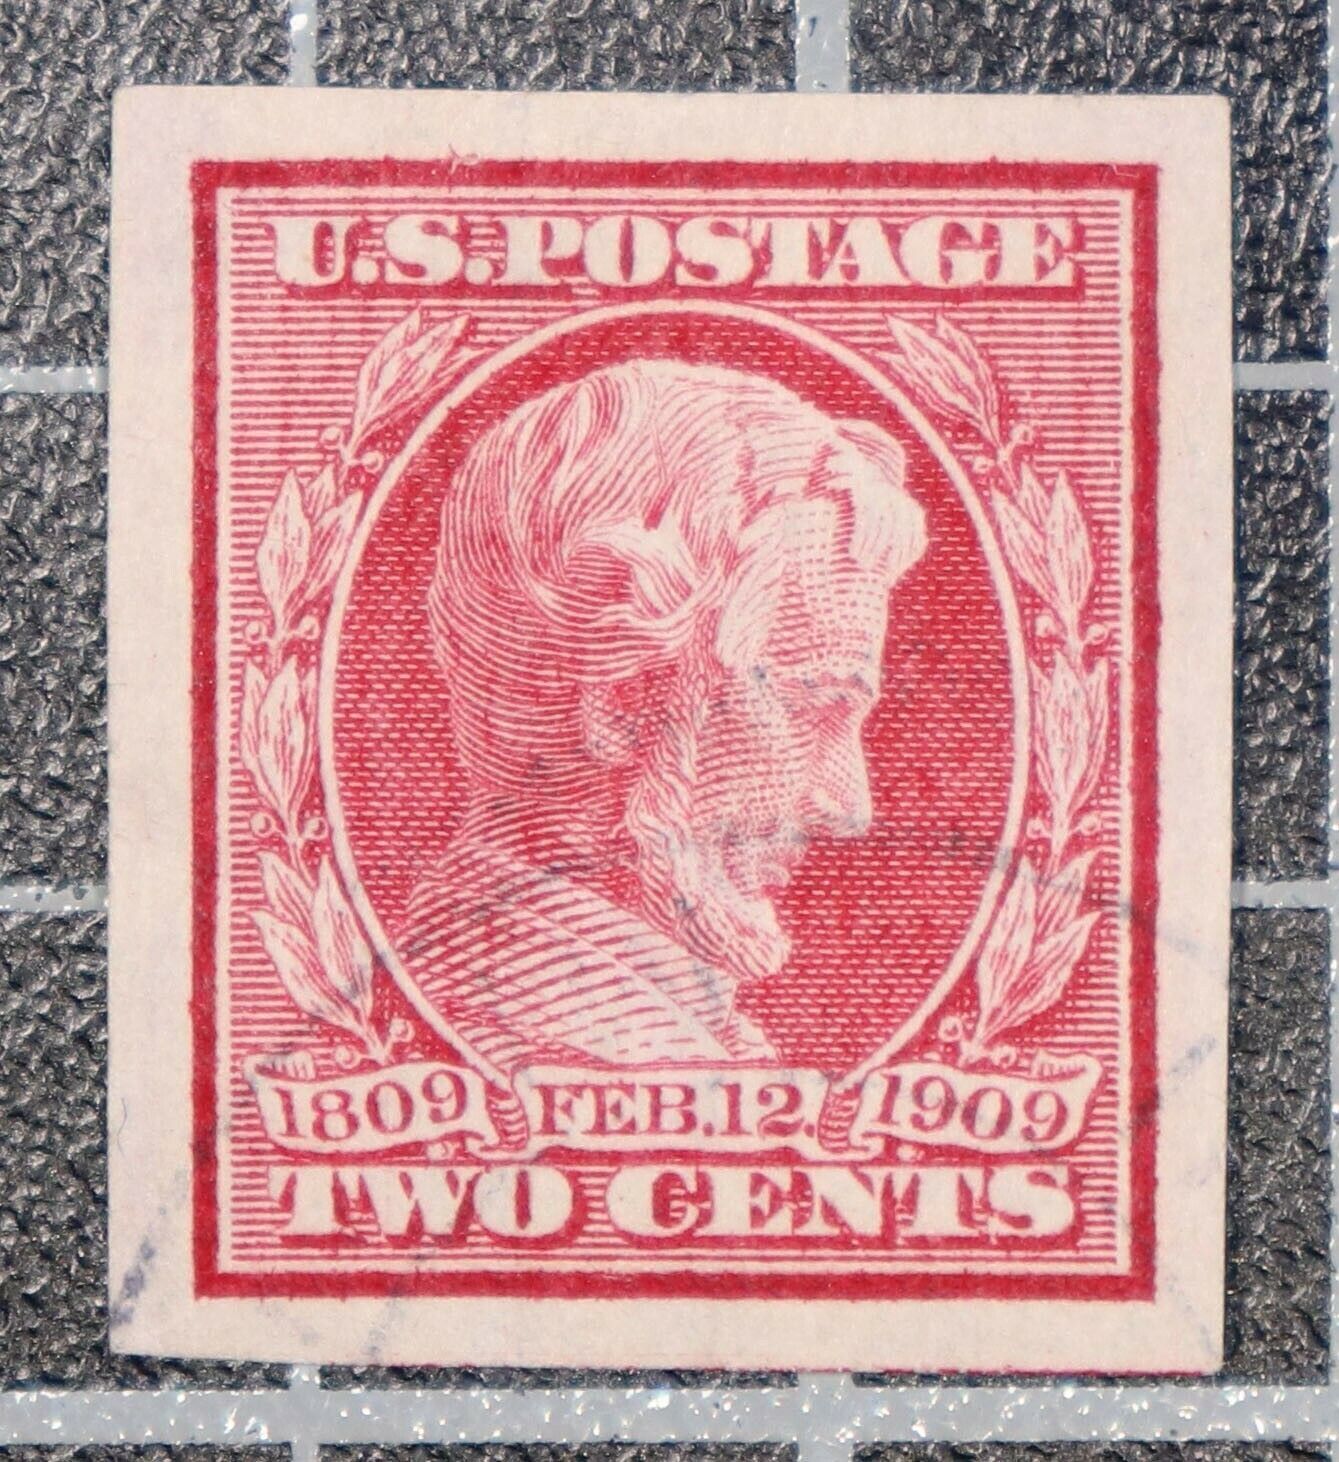 U.S. POSTAGE
1809 FEB. 12. 1909
TWO CENTS